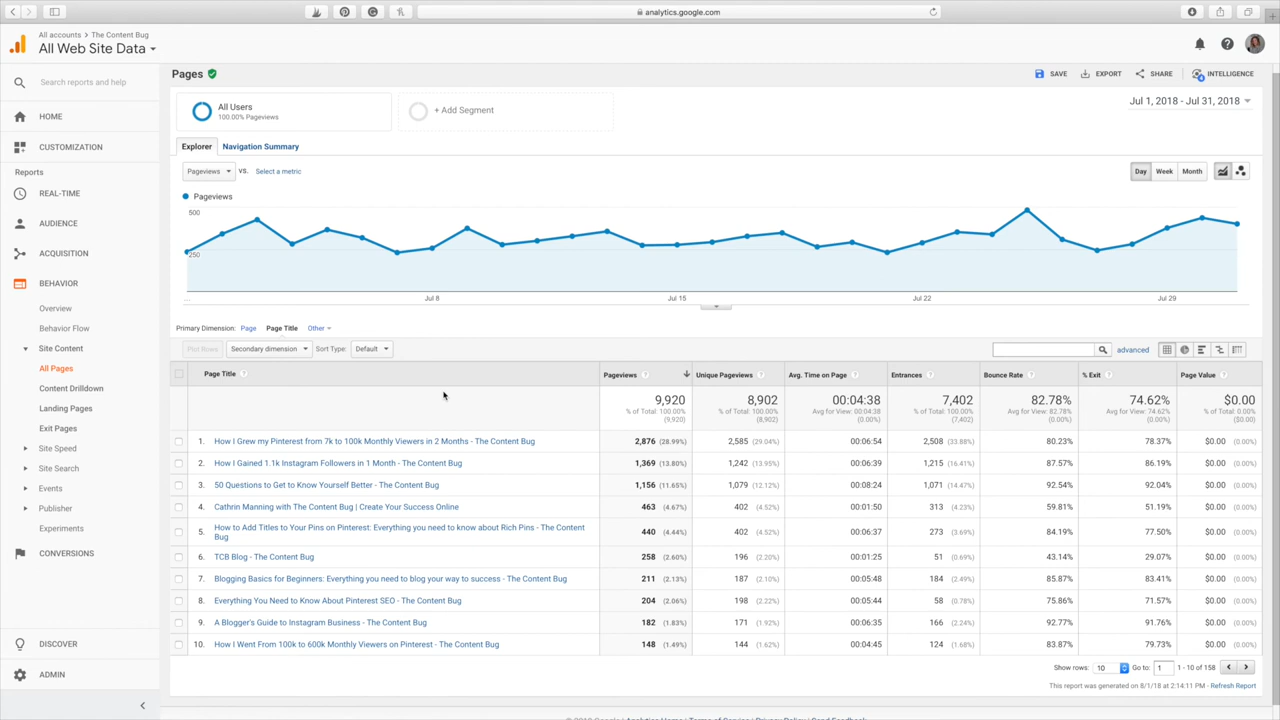 analytics.google.com
All accounts > The Content Bug
All Web Site Data
Search reports and help
HOME
CUSTOMIZATION
Reports
REAL-TIME
AUDIENCE
ACQUISITION
BEHAVIOR
Overview
Behavior Flow
Site Content
All Pages
Content Drilldown
Landing Pages
Exit Pages
Site Speed
Site Search
Events
Publisher
Experiments
CONVERSIONS
DISCOVER
ADMIN
Pages
SAVE EXPORT SHARE INTELLIGENCE
All Users
100.00% Pageviews
+ Add Segment
Jul 1, 2018 - Jul 31, 2018
Explorer Navigation Summary
Pageviews VS. Select a metric
Day Week Month
Pageviews
500
250
... Jul 8 Jul 15 Jul 22 Jul 29
Primary Dimension: Page Page Title Other
Plot Rows Secondary dimension Sort Type: Default
advanced
Page Title Pageviews Unique Pageviews Avg. Time on Page Entrances Bounce Rate % Exit Page Value
9,920 8,902 00:04:38 7,402 82.78% 74.62% $0.00
% of Total: 100.00% % of Total: 100.00% Avg for View: 00:04:38 % of Total: 100.00% Avg for View: 82.78% Avg for View: 74.62% % of Total: 0.00%
(9,920) (8,902) (0.00%) (7,402) (0.00%) (0.00%) ($0.00)
1. How I Grew my Pinterest from 7k to 100k Monthly Viewers in 2 Months - The Content Bug 2,876 (28.99%) 2,585 (29.04%) 00:06:54 2,508 (33.88%) 80.23% 78.37% $0.00 (0.00%)
2. How I Gained 1.1k Instagram Followers in 1 Month - The Content Bug 1,369 (13.80%) 1,242 (13.95%) 00:06:39 1,215 (16.41%) 87.57% 86.19% $0.00 (0.00%)
3. 50 Questions to Get to Know Yourself Better - The Content Bug 1,156 (11.65%) 1,079 (12.12%) 00:08:24 1,071 (14.47%) 92.54% 92.04% $0.00 (0.00%)
4. Cathrin Manning with The Content Bug | Create Your Success Online 463 (4.67%) 402 (4.52%) 00:01:50 313 (4.23%) 59.81% 51.19% $0.00 (0.00%)
5. How to Add Titles to Your Pins on Pinterest: Everything you need to know about Rich Pins - The Content
Bug 440 (4.44%) 402 (4.52%) 00:06:37 273 (3.69%) 84.19% 77.50% $0.00 (0.00%)
6. TCB Blog - The Content Bug 258 (2.60%) 196 (2.20%) 00:01:25 51 (0.69%) 43.14% 29.07% $0.00 (0.00%)
7. Blogging Basics for Beginners: Everything you need to blog your way to success - The Content Bug 211 (2.13%) 187 (2.10%) 00:05:48 184 (2.49%) 85.87% 83.41% $0.00 (0.00%)
8. Everything You Need to Know About Pinterest SEO - The Content Bug 204 (2.06%) 198 (2.22%) 00:05:44 58 (0.78%) 75.86% 71.57% $0.00 (0.00%)
9. A Blogger's Guide to Instagram Business - The Content Bug 182 (1.83%) 171 (1.92%) 00:06:35 166 (2.24%) 92.77% 91.76% $0.00 (0.00%)
10. How I Went From 100k to 600k Monthly Viewers on Pinterest - The Content Bug 148 (1.49%) 144 (1.62%) 00:04:45 124 (1.68%) 83.87% 79.73% $0.00 (0.00%)
Show rows: 10 Go to: 1 1 - 10 of 158
This report was generated on 8/1/18 at 2:14:11 PM - Refresh Report